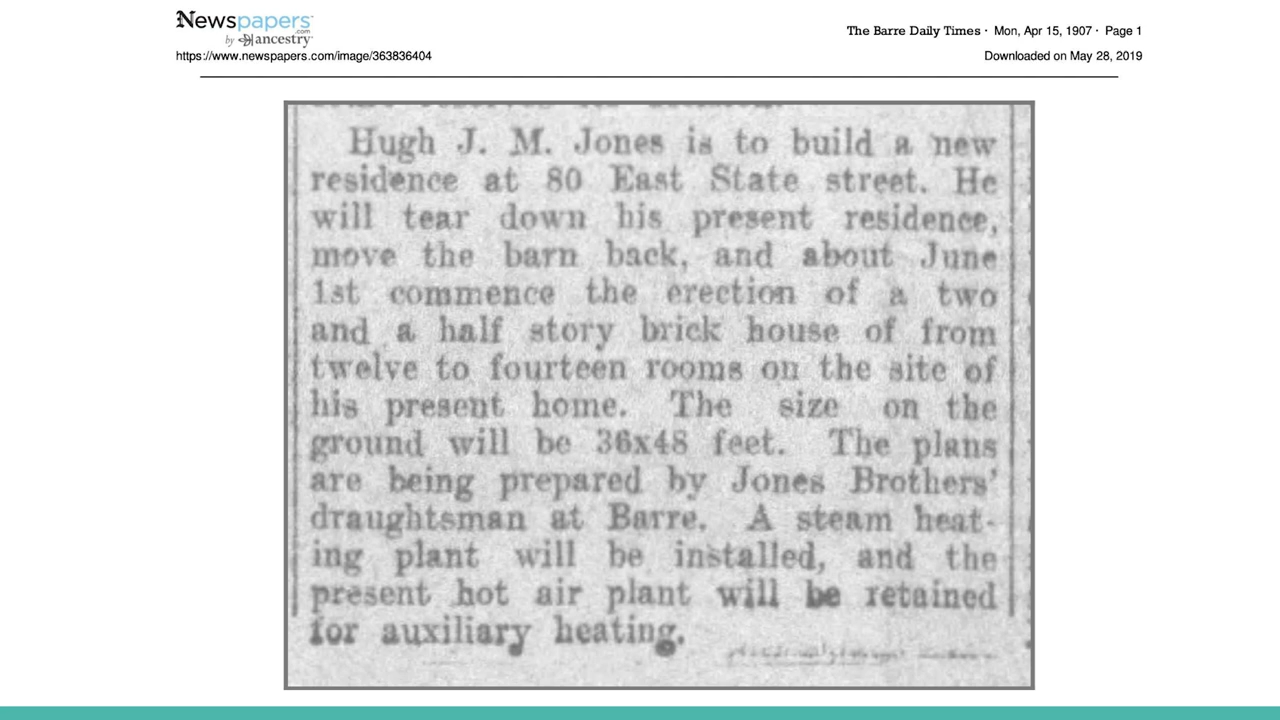 Newspapers
.com
by ancestry
https://www.newspapers.com/image/363836404
The Barre Daily Times · Mon, Apr 15, 1907 · Page 1
Downloaded on May 28, 2019
Hugh J. M. Jones is to build a new
residence at 80 East State street. He
will tear down his present residence,
move the barn back, and about June
1st commence the erection of a two
and a half story brick house of from
twelve to fourteen rooms on the site of
his present home. The size on the
ground will be 36x48 feet. The plans
are being prepared by Jones Brothers'
draughtsman at Barre. A steam heat-
ing plant will be installed, and the
present hot air plant will be retained
for auxiliary heating.